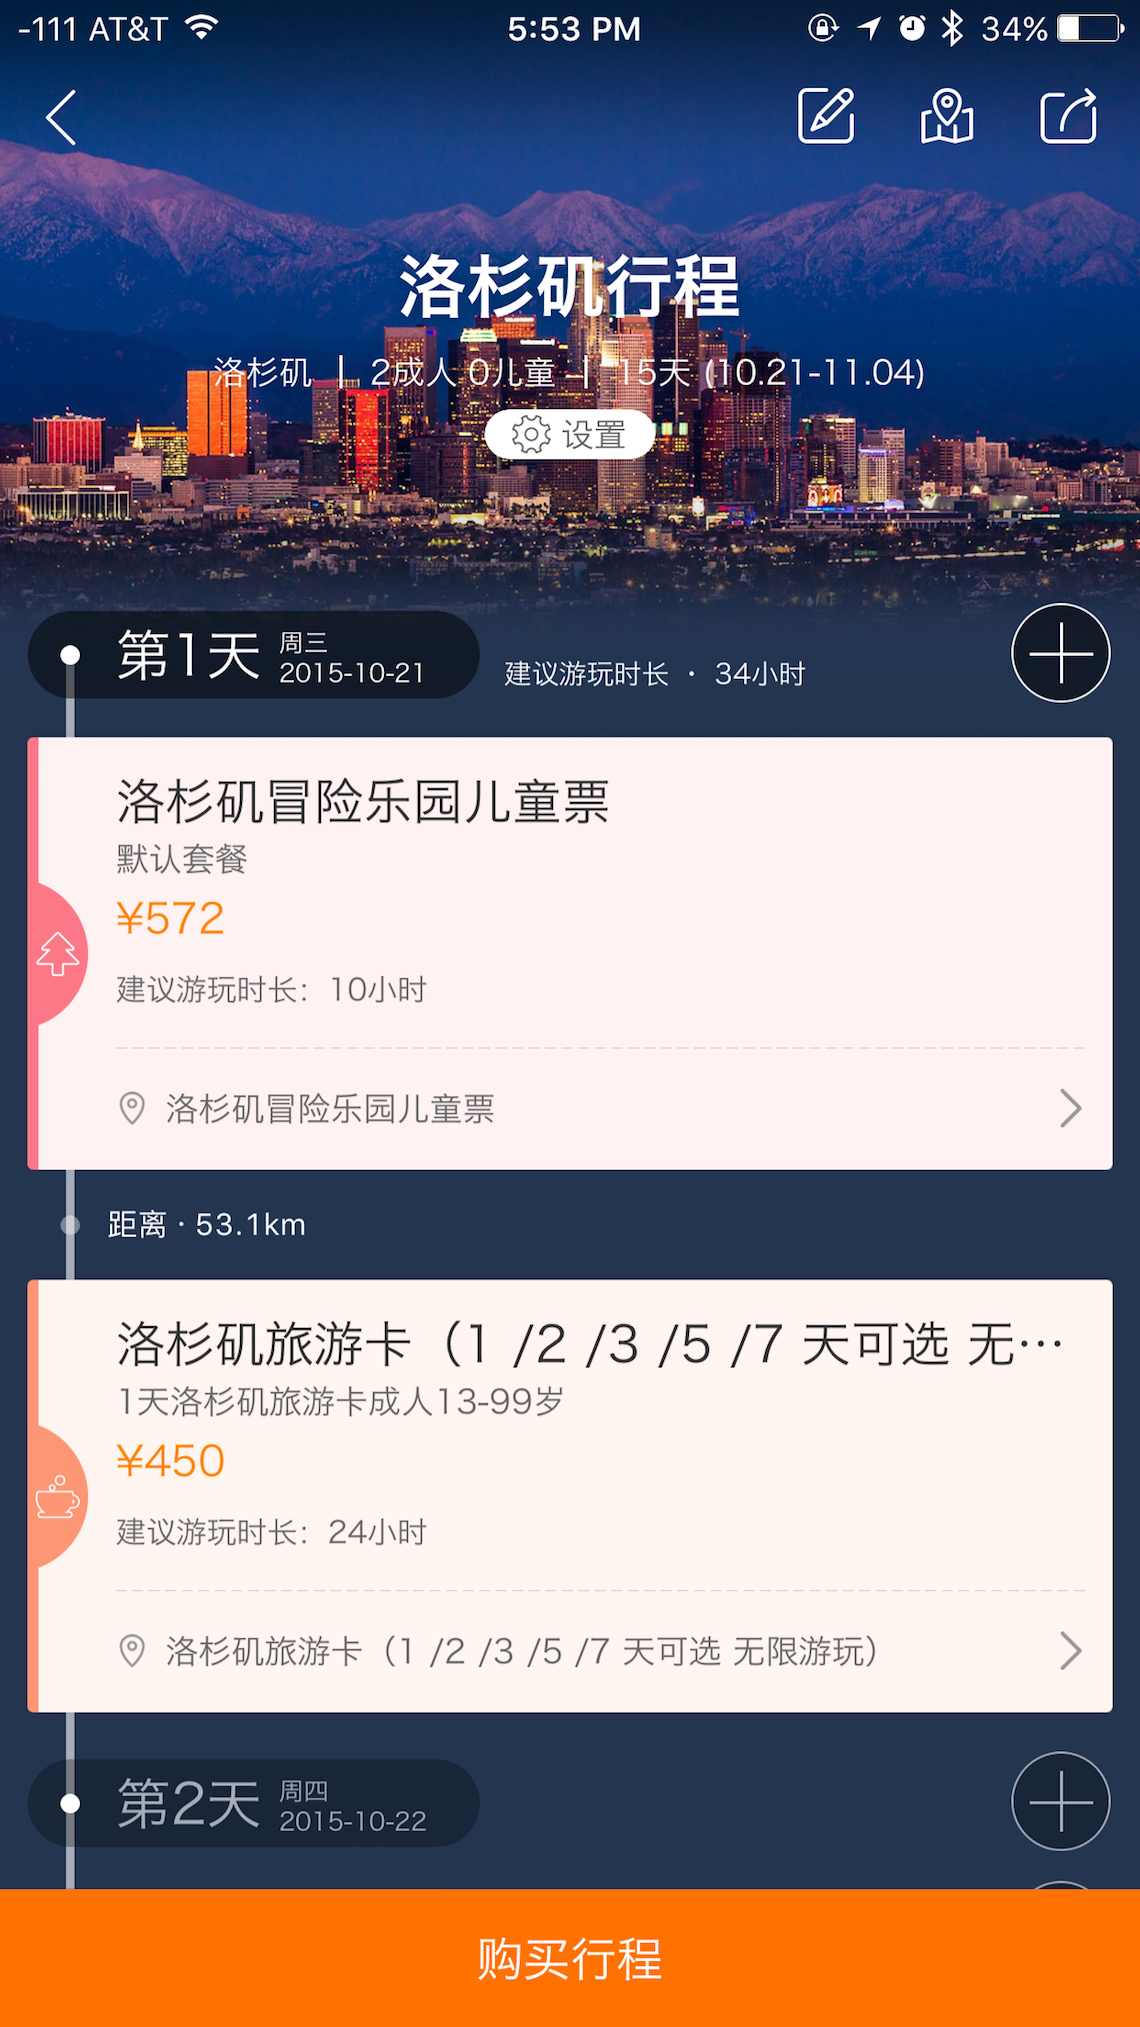 -111 AT&T 5:53 PM 34%
洛杉矶行程
洛杉矶 | 2成人 0儿童 | 15天 (10.21-11.04)
设置
第1天 周三
2015-10-21 建议游玩时长 · 34小时
洛杉矶冒险乐园儿童票
默认套餐
¥572
建议游玩时长：10小时
洛杉矶冒险乐园儿童票
距离 · 53.1km
洛杉矶旅游卡（1 /2 /3 /5 /7 天可选 无…
1天洛杉矶旅游卡成人13-99岁
¥450
建议游玩时长：24小时
洛杉矶旅游卡（1 /2 /3 /5 /7 天可选 无限游玩）
第2天 周四
2015-10-22
购买行程